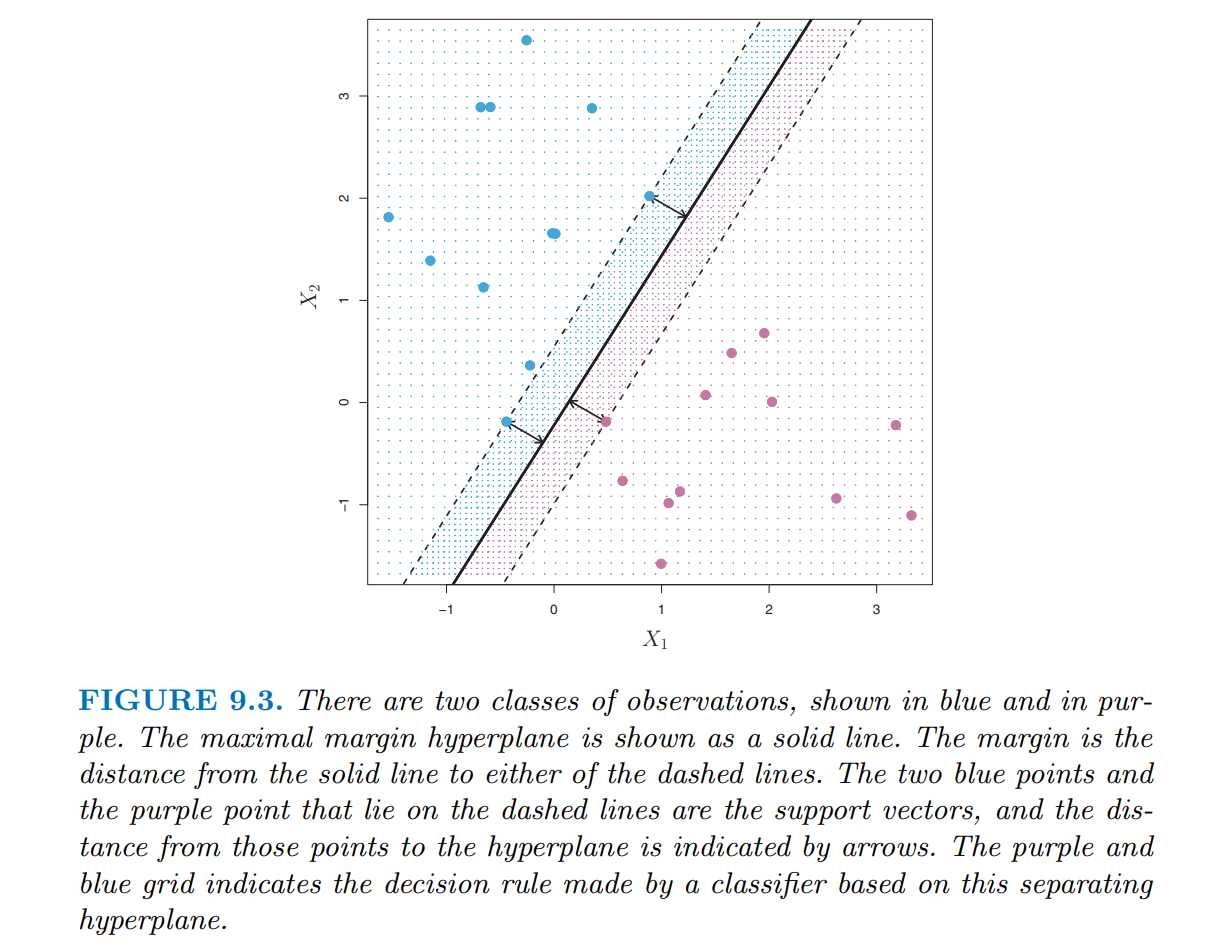 3
2
1
0
−1
X2
−1 0 1 2 3
X1
FIGURE 9.3. There are two classes of observations, shown in blue and in pur-
ple. The maximal margin hyperplane is shown as a solid line. The margin is the
distance from the solid line to either of the dashed lines. The two blue points and
the purple point that lie on the dashed lines are the support vectors, and the dis-
tance from those points to the hyperplane is indicated by arrows. The purple and
blue grid indicates the decision rule made by a classifier based on this separating
hyperplane.